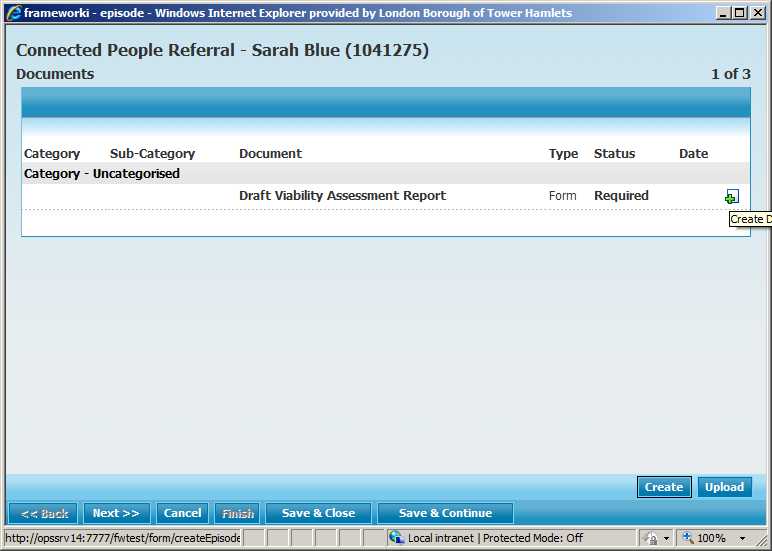 frameworki - episode - Windows Internet Explorer provided by London Borough of Tower Hamlets
Connected People Referral - Sarah Blue (1041275)
Documents 1 of 3
Category Sub-Category Document Type Status Date
Category - Uncategorised
Draft Viability Assessment Report Form Required
Create D
Create Upload
<< Back Next >> Cancel Finish Save & Close Save & Continue
http://opssrv14:7777/fwtest/form/createEpisode Local intranet | Protected Mode: Off 100%